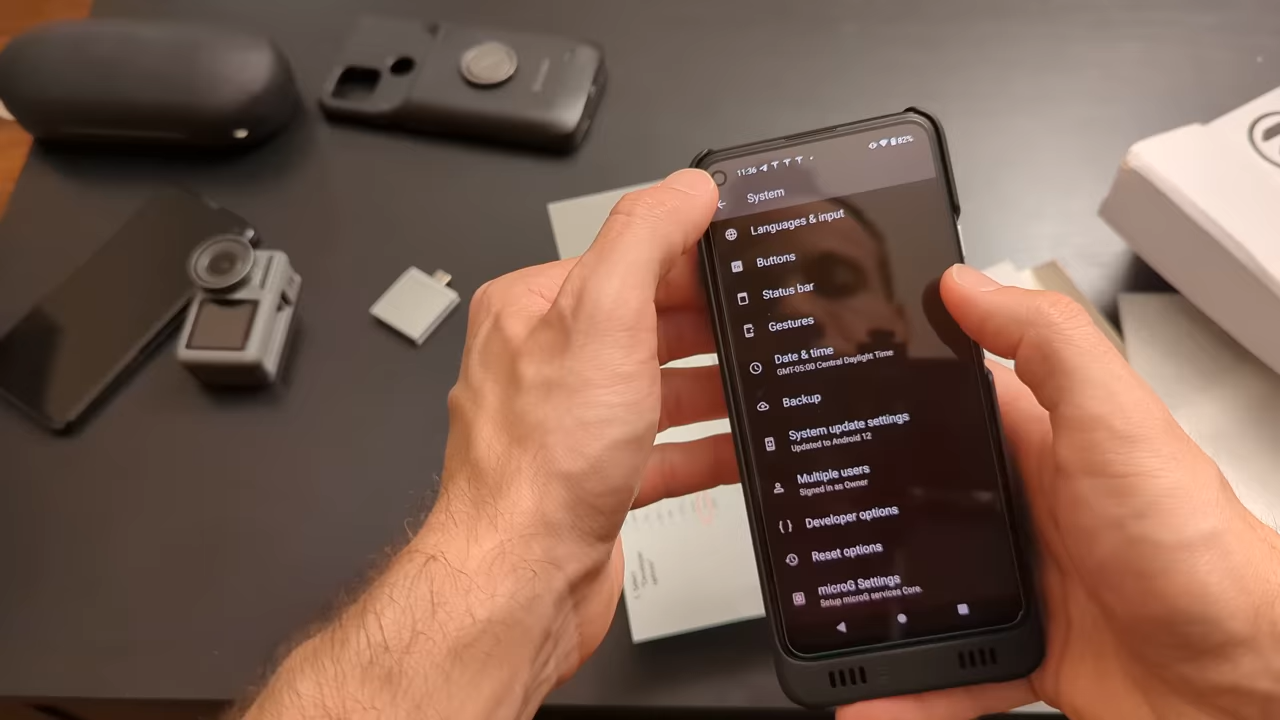 11:36
82%
System
Languages & input
Buttons
Status bar
Gestures
Date & time
GMT-05:00 Central Daylight Time
Backup
System update settings
Updated to Android 12
Multiple users
Signed in as Owner
Developer options
Reset options
microG Settings
Setup microG services Core.